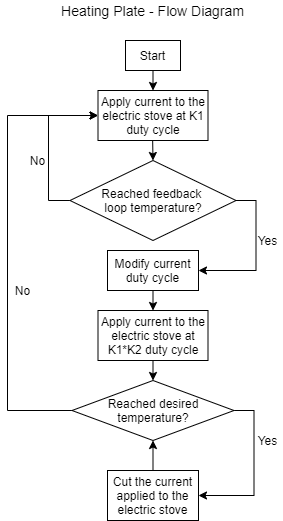 Heating Plate - Flow Diagram
Start
Apply current to the
electric stove at K1
duty cycle
No
Reached feedback
loop temperature?
Yes
Modify current
duty cycle
No
Apply current to the
electric stove at
K1*K2 duty cycle
Reached desired
temperature?
Yes
Cut the current
applied to the
electric stove